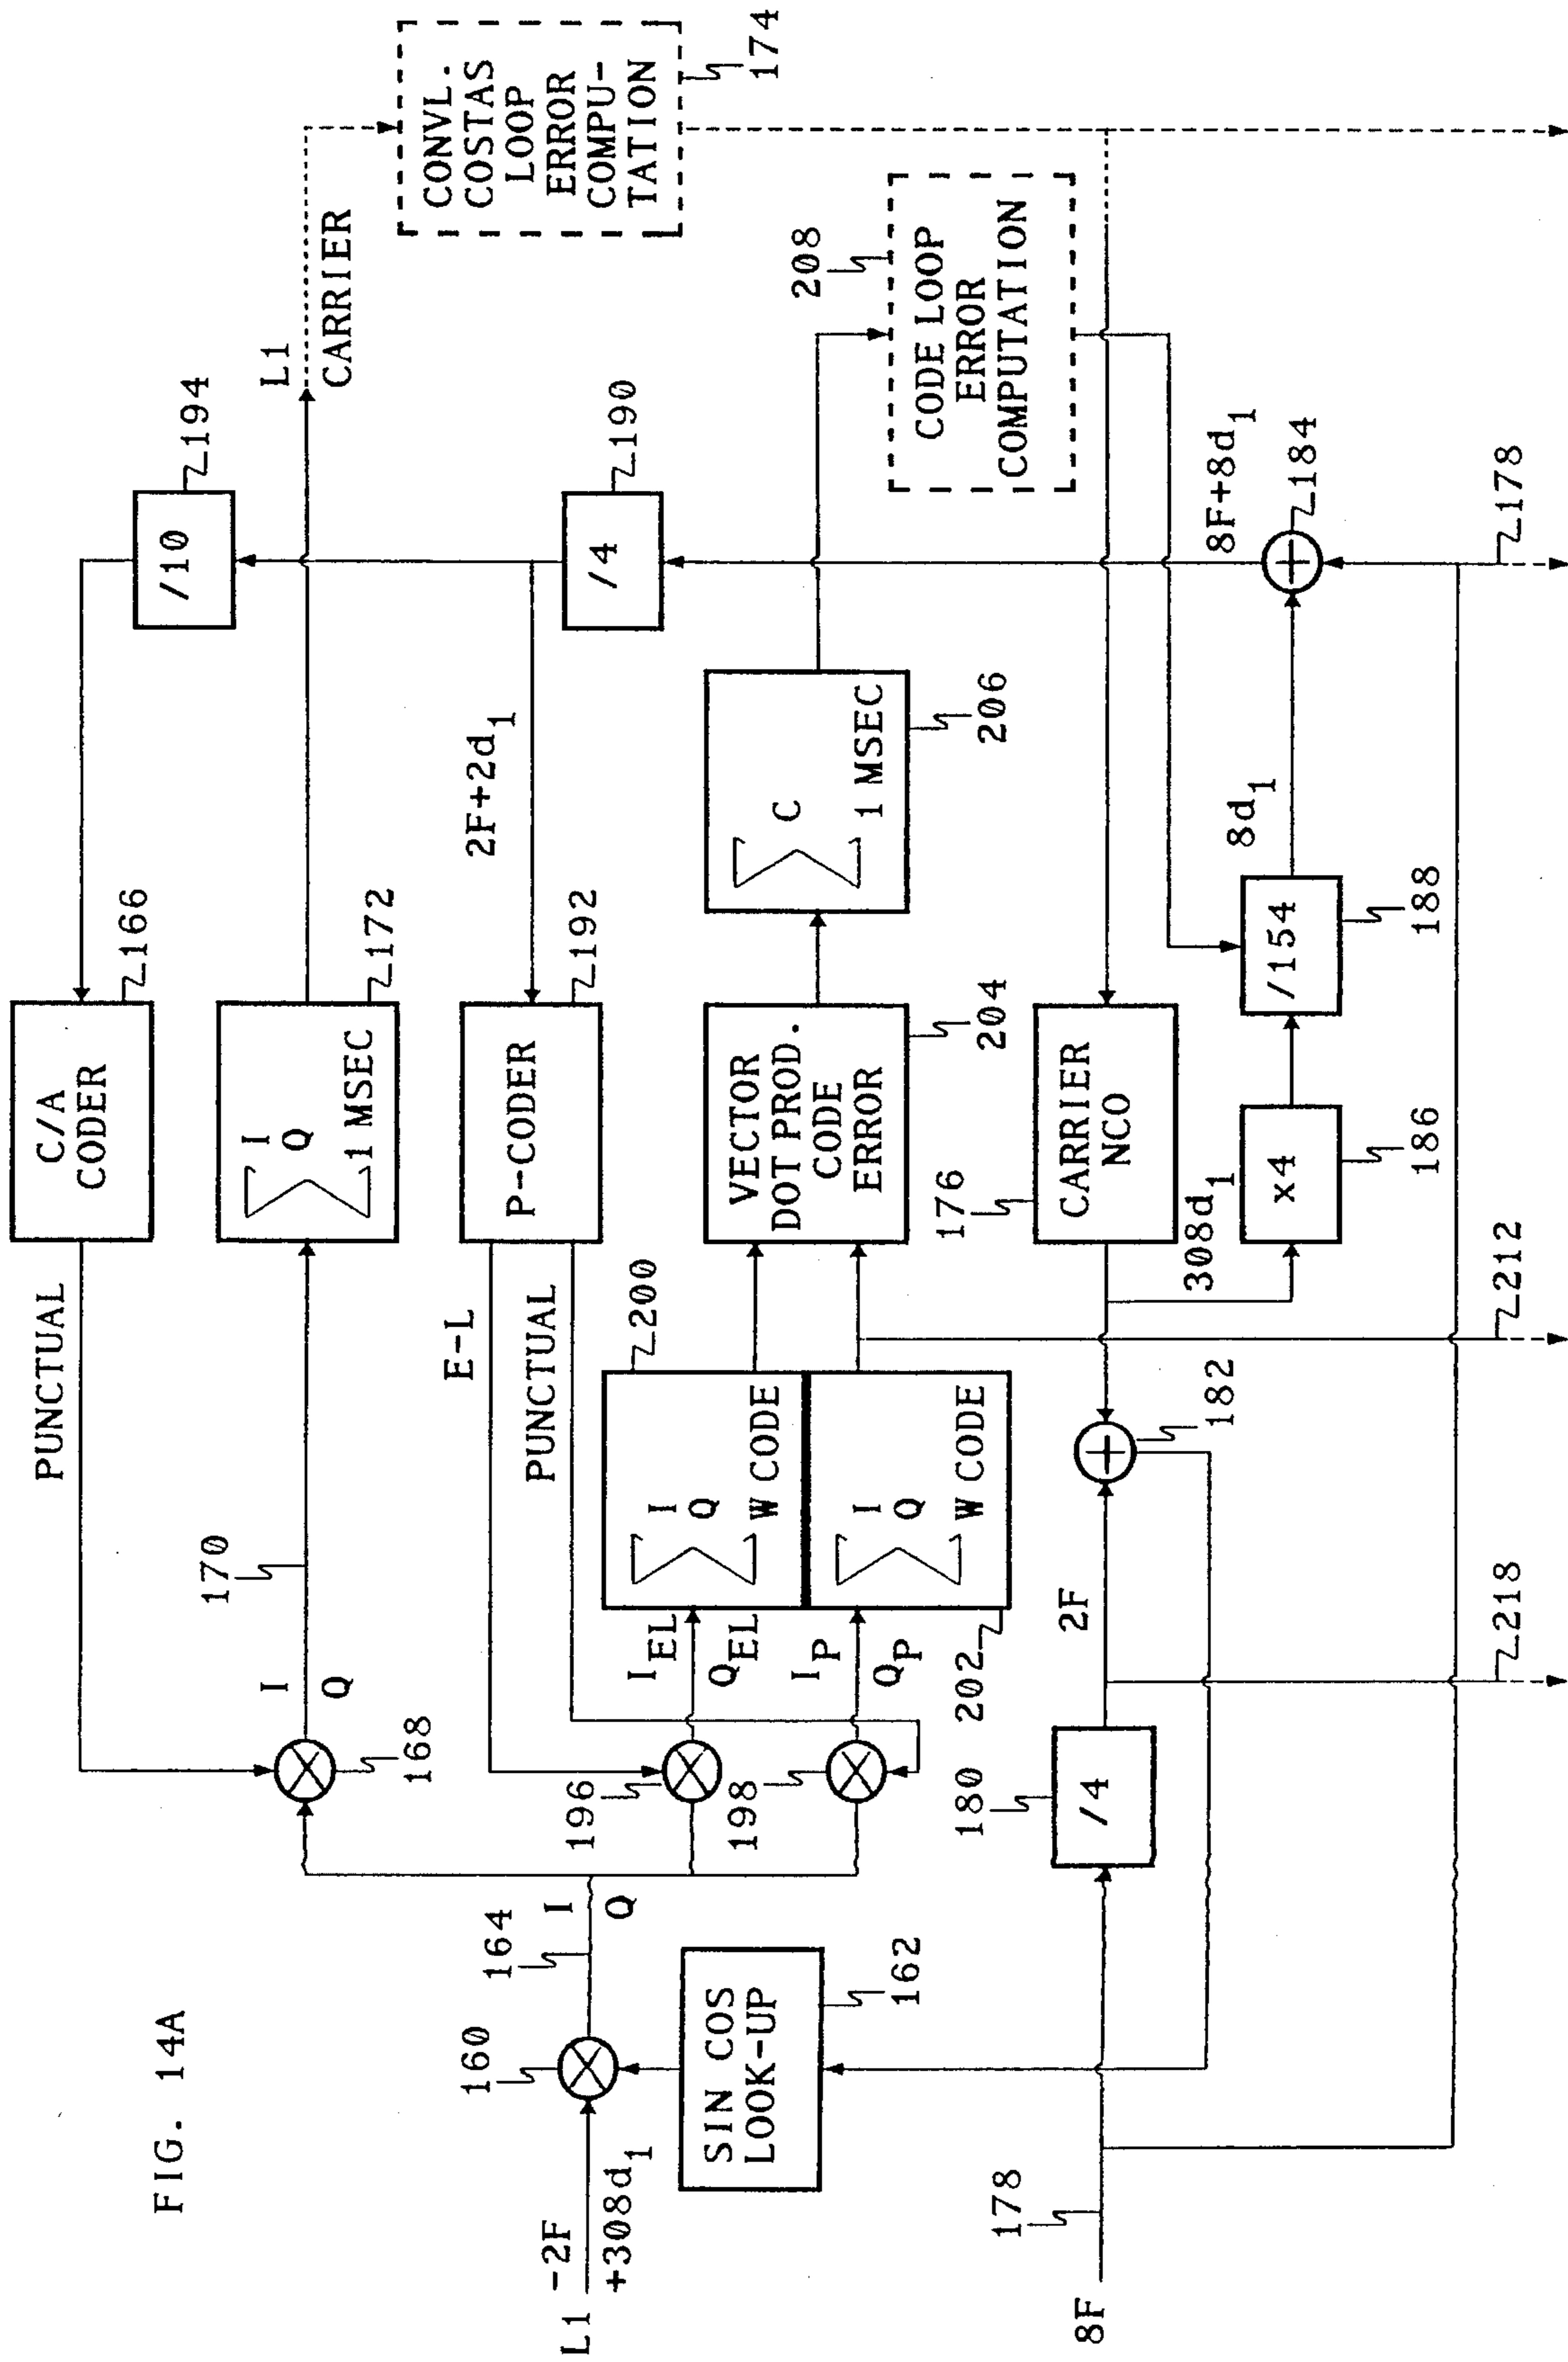 FIG. 14A
L1
-2F
+308d1
160
164
I
Q
SIN COS
LOOK-UP
162
178
8F
PUNCTUAL
C/A
CODER
166
/10
194
168
I
Q
170
Σ I
Q
1 MSEC
172
L1
CARRIER
CONVL.
COSTAS
LOOP
ERROR
COMPU-
TATION
174
E-L
PUNCTUAL
P-CODER
192
2F+2d1
/4
190
196
198
IEL
QEL
IP
QP
Σ I
Q
W CODE
200
Σ I
Q
W CODE
202
VECTOR
DOT PROD.
CODE
ERROR
204
Σ C
1 MSEC
206
208
CODE LOOP
ERROR
COMPUTATION
180
/4
2F
182
176
CARRIER
NCO
308d1
x4
186
/154
188
8d1
8F+8d1
184
218
212
178